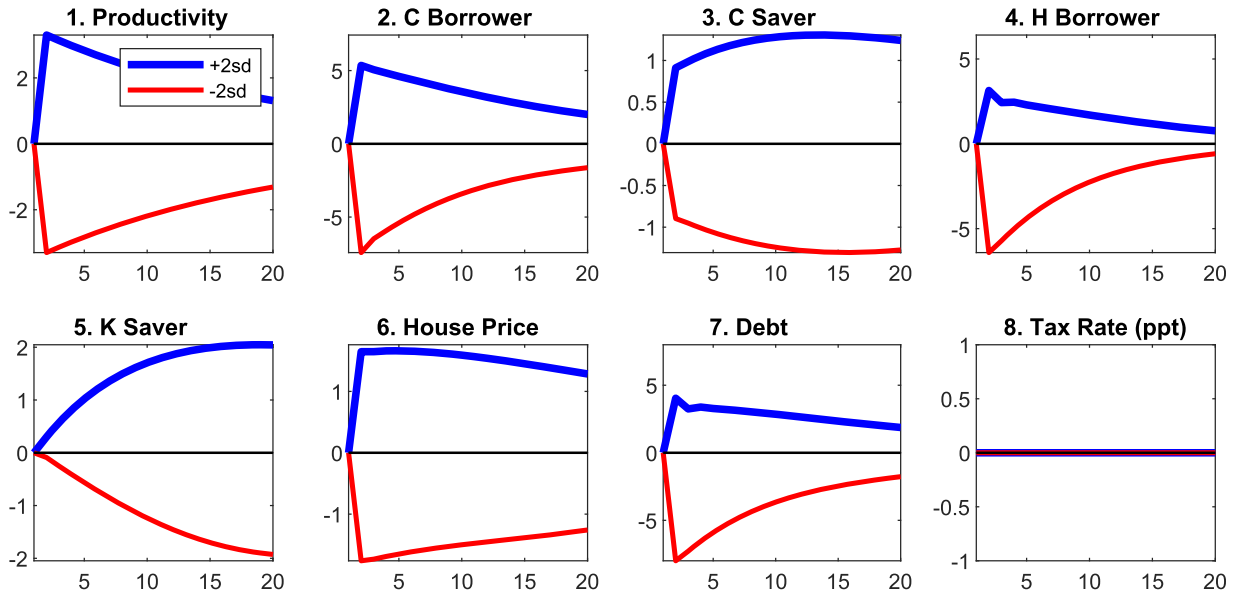 1. Productivity
2. C Borrower
3. C Saver
4. H Borrower
+2sd
-2sd
2
0
-2
5 10 15 20
5
0
-5
5 10 15 20
1
0.5
0
-0.5
-1
5 10 15 20
5
0
-5
5 10 15 20
5. K Saver
6. House Price
7. Debt
8. Tax Rate (ppt)
2
1
0
-1
-2
5 10 15 20
1
0
-1
5 10 15 20
5
0
-5
5 10 15 20
1
0.5
0
-0.5
-1
5 10 15 20